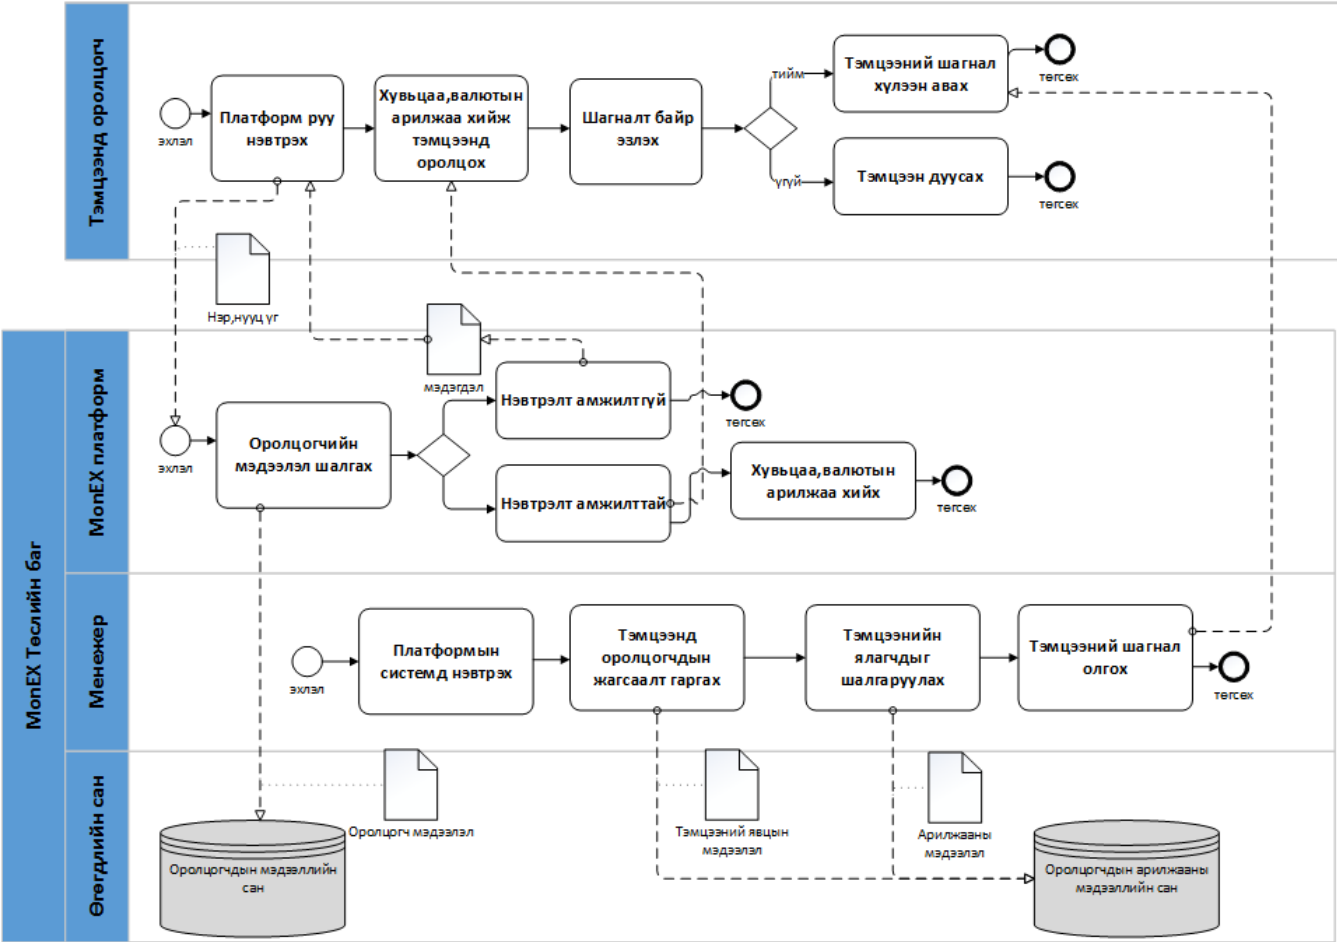 Тэмцээнд оролцогч
эхлэл
Платформ руу
нэвтрэх
Хувьцаа,валютын
арилжаа хийж
тэмцээнд
оролцох
Шагналт байр
эзлэх
тийм
үгүй
Тэмцээний шагнал
хүлээн авах
төгсөх
Тэмцээн дуусах
төгсөх
Нэр,нууц үг
MonEX Төслийн баг
MonEX платформ
эхлэл
Оролцогчийн
мэдээлэл шалгах
мэдэгдэл
Нэвтрэлт амжилтгүй
төгсөх
Нэвтрэлт амжилттай
Хувьцаа,валютын
арилжаа хийх
төгсөх
Менежер
эхлэл
Платформын
системд нэвтрэх
Тэмцээнд
оролцогчдын
жагсаалт гаргах
Тэмцээнийн
ялагчдыг
шалгаруулах
Тэмцээний шагнал
олгох
төгсөх
Өгөгдлийн сан
Оролцогч мэдээлэл
Тэмцээний явцын
мэдээлэл
Арилжааны
мэдээлэл
Оролцогчдын мэдээллийн
сан
Оролцогчдын арилжааны
мэдээллийн сан